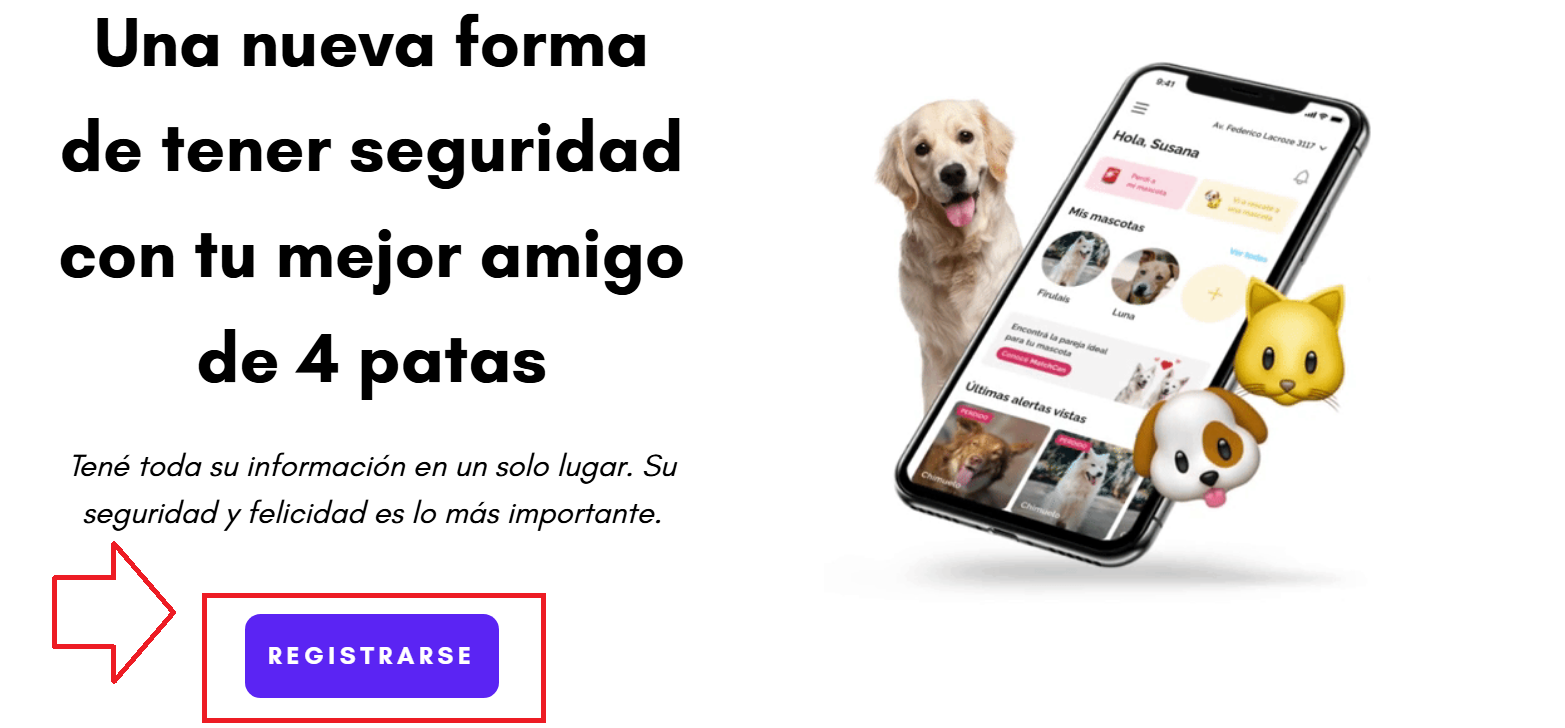 Una nueva forma
de tener seguridad
con tu mejor amigo
de 4 patas
Tené toda su información en un solo lugar. Su
seguridad y felicidad es lo más importante.
REGISTRARSE
9:41
Av. Federico Lacroze 3117
Hola, Susana
Perdí a
mi mascota
Vi o rescaté a
una mascota
Mis mascotas
Ver todas
Firulais
Luna
Encontrá la pareja ideal
para tu mascota
Conoce MatchCan
Últimas alertas vistas
PERDIDO
PERDIDO
Chimuelo
Chimuelo